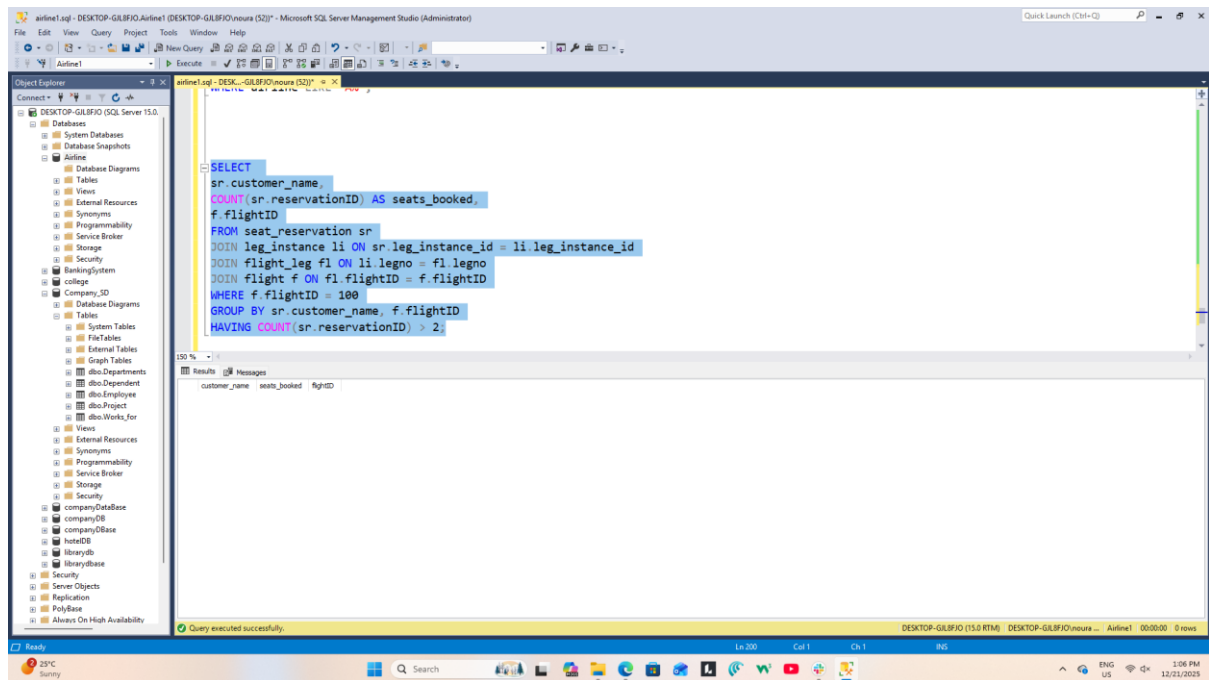 airline1.sql - DESKTOP-GJL8FJO.Airline1 (DESKTOP-GJL8FJO\noura (52))* - Microsoft SQL Server Management Studio (Administrator)
Quick Launch (Ctrl+Q)
File Edit View Query Project Tools Window Help
New Query
Airline1
Execute
Object Explorer
Connect
DESKTOP-GJL8FJO (SQL Server 15.0.
Databases
System Databases
Database Snapshots
Airline
Database Diagrams
Tables
Views
External Resources
Synonyms
Programmability
Service Broker
Storage
Security
BankingSystem
college
Company_SD
Database Diagrams
Tables
System Tables
FileTables
External Tables
Graph Tables
dbo.Departments
dbo.Dependent
dbo.Employee
dbo.Project
dbo.Works_for
Views
External Resources
Synonyms
Programmability
Service Broker
Storage
Security
companyDataBase
companyDB
companyDBase
hotelDB
librarydb
librarydbase
Security
Server Objects
Replication
PolyBase
Always On High Availability
airline1.sql - DESK...-GJL8FJO\noura (52))*
SELECT
sr.customer_name,
COUNT(sr.reservationID) AS seats_booked,
f.flightID
FROM seat_reservation sr
JOIN leg_instance li ON sr.leg_instance_id = li.leg_instance_id
JOIN flight_leg fl ON li.legno = fl.legno
JOIN flight f ON fl.flightID = f.flightID
WHERE f.flightID = 100
GROUP BY sr.customer_name, f.flightID
HAVING COUNT(sr.reservationID) > 2;
150 %
Results Messages
customer_name seats_booked flightID
Query executed successfully.
DESKTOP-GJL8FJO (15.0 RTM) DESKTOP-GJL8FJO\noura ... Airline1 00:00:00 0 rows
Ready
Ln 200 Col 1 Ch 1 INS
2
25°C
Sunny
Search
ENG
US
1:06 PM
12/21/2025